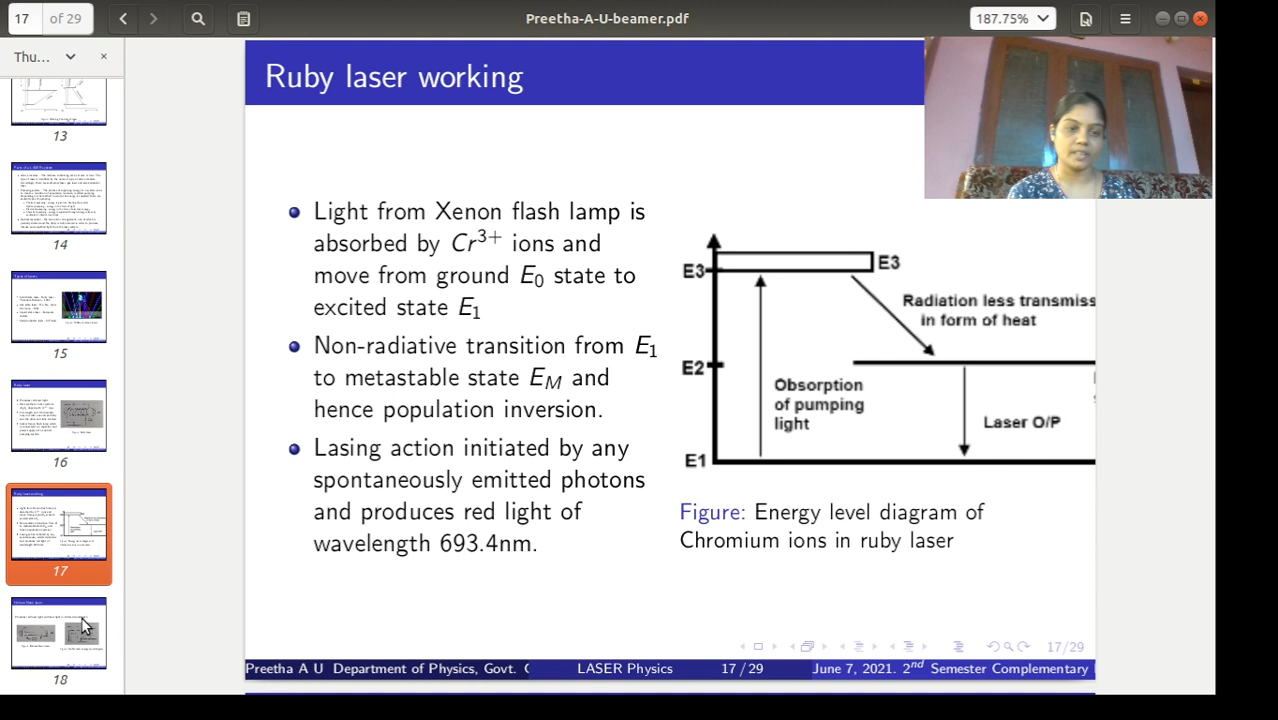 17 of 29
Preetha-A-U-beamer.pdf
187.75%
Thu...
Ruby laser working
13
14
15
16
17
18
Light from Xenon flash lamp is
absorbed by Cr³⁺ ions and
move from ground E₀ state to
excited state E₁
Non-radiative transition from E₁
to metastable state E_M and
hence population inversion.
Lasing action initiated by any
spontaneously emitted photons
and produces red light of
wavelength 693.4nm.
E3
E3
Radiation less transmiss
in form of heat
E2
Obsorption
of pumping
light
Laser O/P
E1
Figure: Energy level diagram of
Chromium ions in ruby laser
17/29
Preetha A U Department of Physics, Govt. C
LASER Physics
17 / 29
June 7, 2021. 2ⁿᵈ Semester Complementary